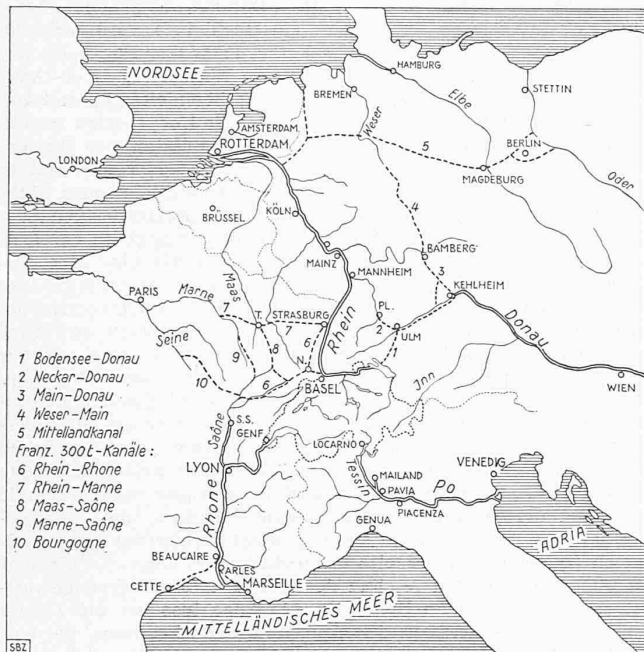 NORDSEE
HAMBURG
STETTIN
BREMEN
Elbe
Weser
AMSTERDAM
ROTTERDAM
5
BERLIN
LONDON
MAGDEBURG
Oder
BRÜSSEL
KÖLN
4
MAINZ
BAMBERG
MANNHEIM
3
KEHLHEIM
PARIS
Marne
Maas
7
T.
7
STRASBURG
Rhein
PL.
2
ULM
Donau
Seine
9
8
6
N.
1
Inn
WIEN
10
6
BASEL
1 Bodensee-Donau
2 Neckar-Donau
3 Main-Donau
4 Weser-Main
5 Mittellandkanal
Franz. 300t-Kanäle:
6 Rhein-Rhone
7 Rhein-Marne
8 Maas-Saône
9 Marne-Saône
10 Bourgogne
Saône
S.S.
GENF
LOCARNO
LYON
Tessin
MAILAND
PAVIA
Po
VENEDIG
PIACENZA
Rhone
GENUA
ADRIA
BEAUCAIRE
ARLES
CETTE
MARSEILLE
MITTELLÄNDISCHES MEER
SBZ